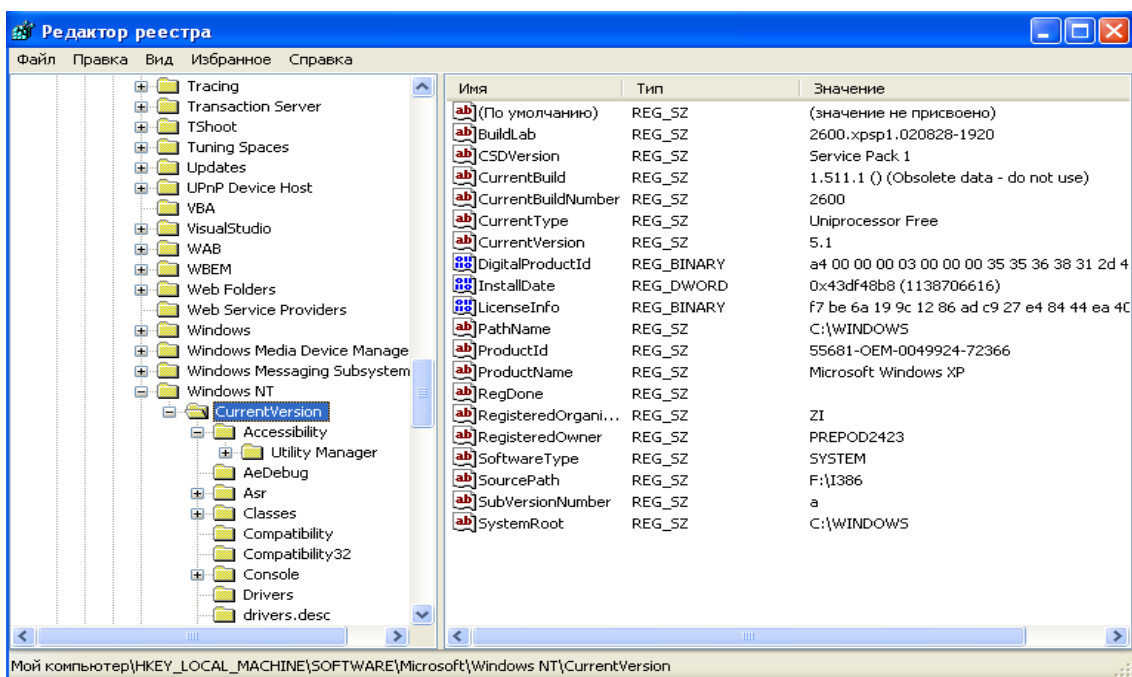 Редактор реестра
Файл Правка Вид Избранное Справка
Tracing
Transaction Server
TShoot
Tuning Spaces
Updates
UPnP Device Host
VBA
VisualStudio
WAB
WBEM
Web Folders
Web Service Providers
Windows
Windows Media Device Manage
Windows Messaging Subsystem
Windows NT
CurrentVersion
Accessibility
Utility Manager
AeDebug
Asr
Classes
Compatibility
Compatibility32
Console
Drivers
drivers.desc
Имя Тип Значение
(По умолчанию) REG_SZ (значение не присвоено)
BuildLab REG_SZ 2600.xpsp1.020828-1920
CSDVersion REG_SZ Service Pack 1
CurrentBuild REG_SZ 1.511.1 () (Obsolete data - do not use)
CurrentBuildNumber REG_SZ 2600
CurrentType REG_SZ Uniprocessor Free
CurrentVersion REG_SZ 5.1
DigitalProductId REG_BINARY a4 00 00 00 03 00 00 00 35 35 36 38 31 2d 4
InstallDate REG_DWORD 0x43df48b8 (1138706616)
LicenseInfo REG_BINARY f7 be 6a 19 9c 12 86 ad c9 27 e4 84 44 ea 40
PathName REG_SZ C:\WINDOWS
ProductId REG_SZ 55681-OEM-0049924-72366
ProductName REG_SZ Microsoft Windows XP
RegDone REG_SZ
RegisteredOrgani... REG_SZ ZI
RegisteredOwner REG_SZ PREPOD2423
SoftwareType REG_SZ SYSTEM
SourcePath REG_SZ F:\I386
SubVersionNumber REG_SZ a
SystemRoot REG_SZ C:\WINDOWS
Мой компьютер\HKEY_LOCAL_MACHINE\SOFTWARE\Microsoft\Windows NT\CurrentVersion